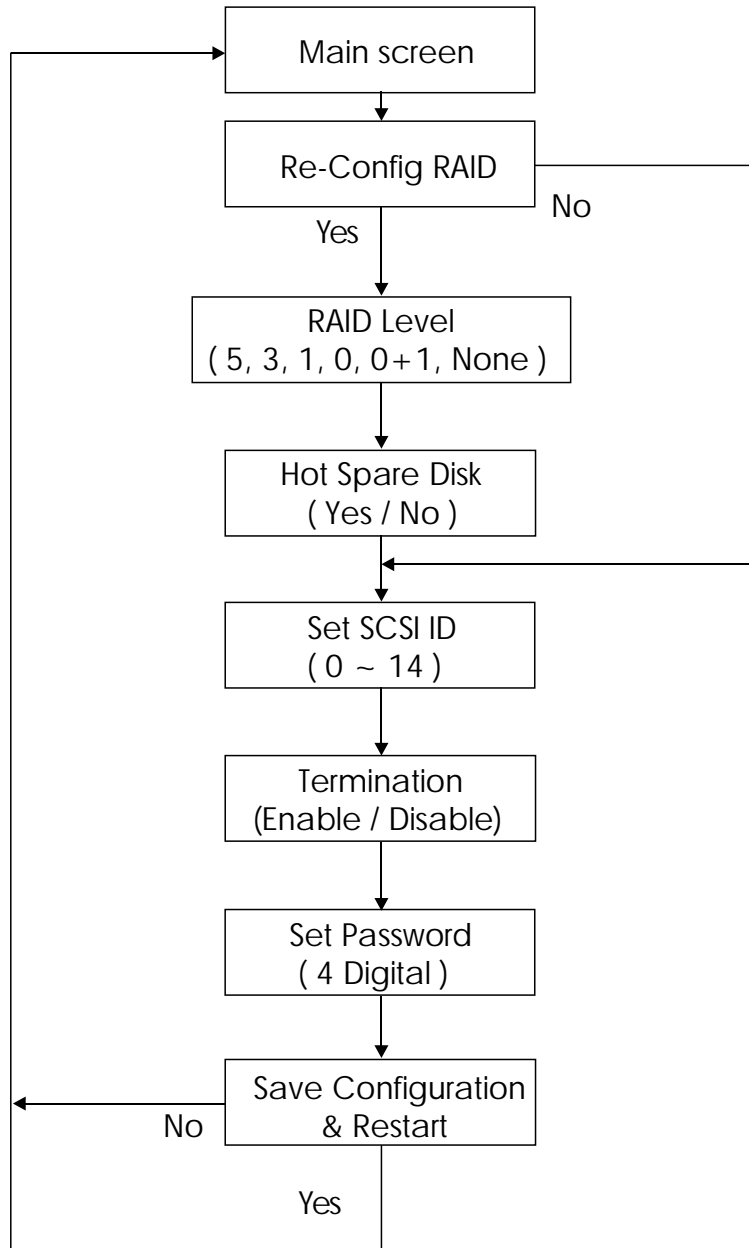 Main screen
Re-Config RAID
No
Yes
RAID Level
( 5, 3, 1, 0, 0+1, None )
Hot Spare Disk
( Yes / No )
Set SCSI ID
( 0 ~ 14 )
Termination
(Enable / Disable)
Set Password
( 4 Digital )
Save Configuration
& Restart
No
Yes